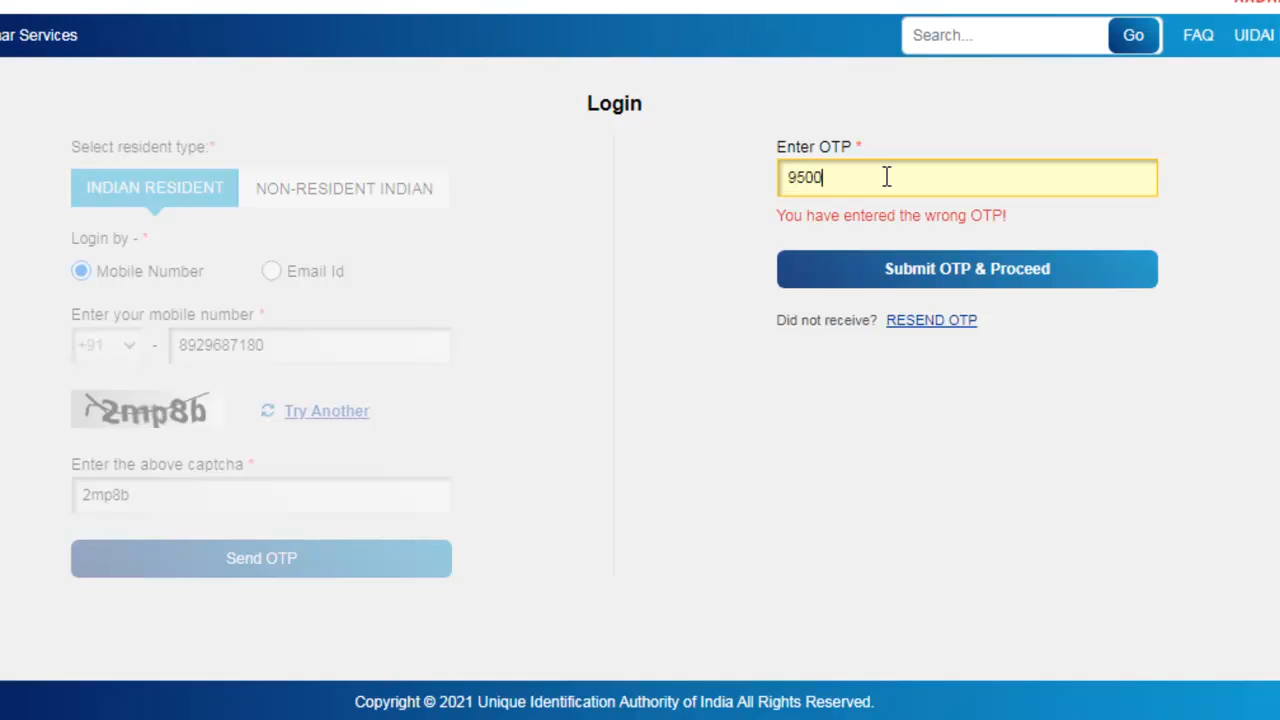 ar Services
Search...
Go
FAQ
UIDAI
Login
Select resident type:*
INDIAN RESIDENT
NON-RESIDENT INDIAN
Login by - *
Mobile Number
Email Id
Enter your mobile number *
+91
-
8929687180
2mp8b
Try Another
Enter the above captcha *
2mp8b
Send OTP
Enter OTP *
9500
You have entered the wrong OTP!
Submit OTP & Proceed
Did not receive? RESEND OTP
Copyright © 2021 Unique Identification Authority of India All Rights Reserved.